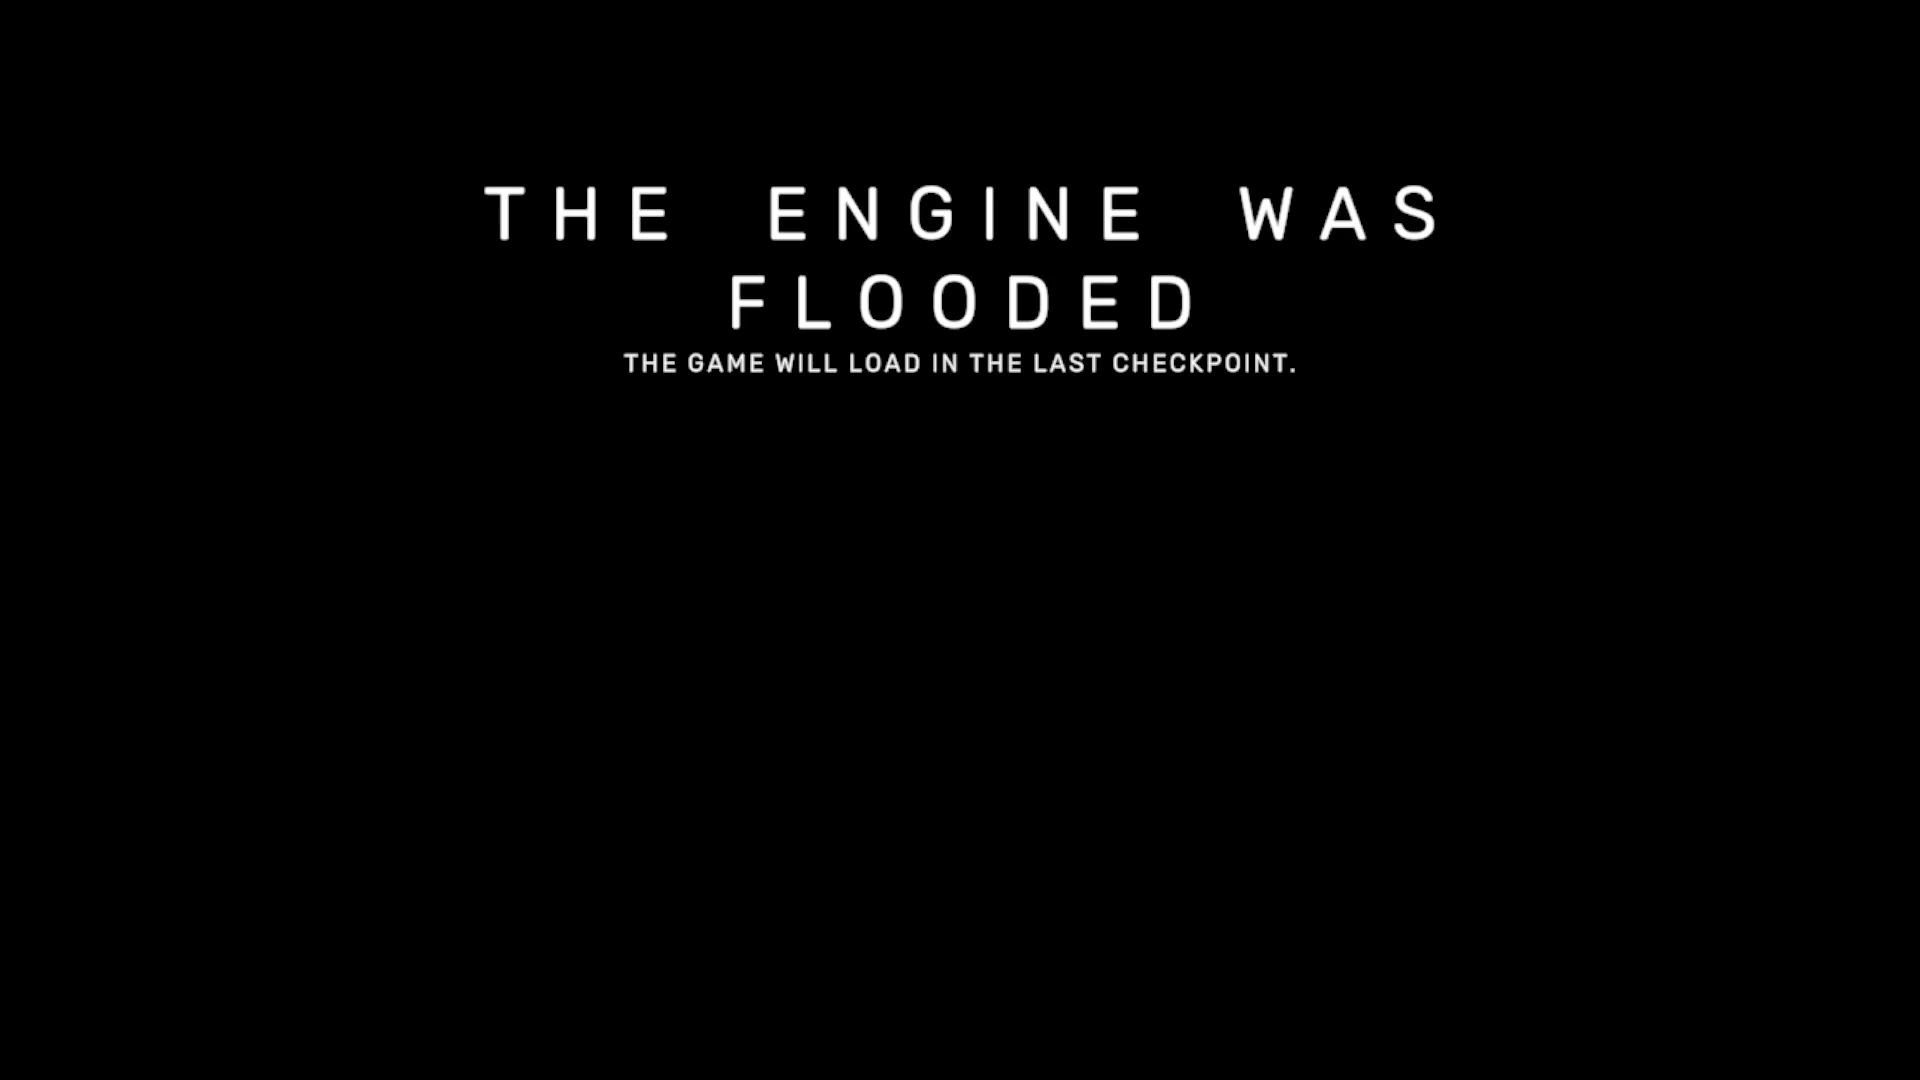 THE ENGINE WAS
FLOODED
THE GAME WILL LOAD IN THE LAST CHECKPOINT.